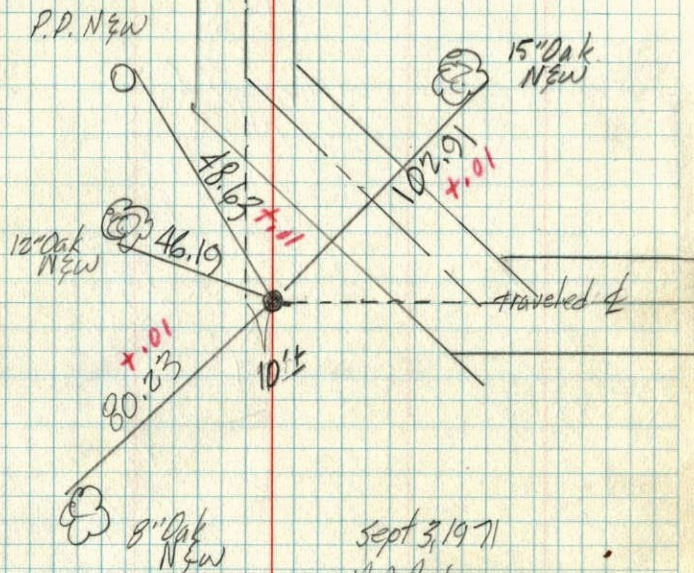 P.P. N&W
15" Oak
N&W
48.63
+.01
102.91
+.01
12" Oak
N&W
46.19
traveled ℄
+.01
80.23
10'±
8" Oak
N&W
Sept 3, 1971